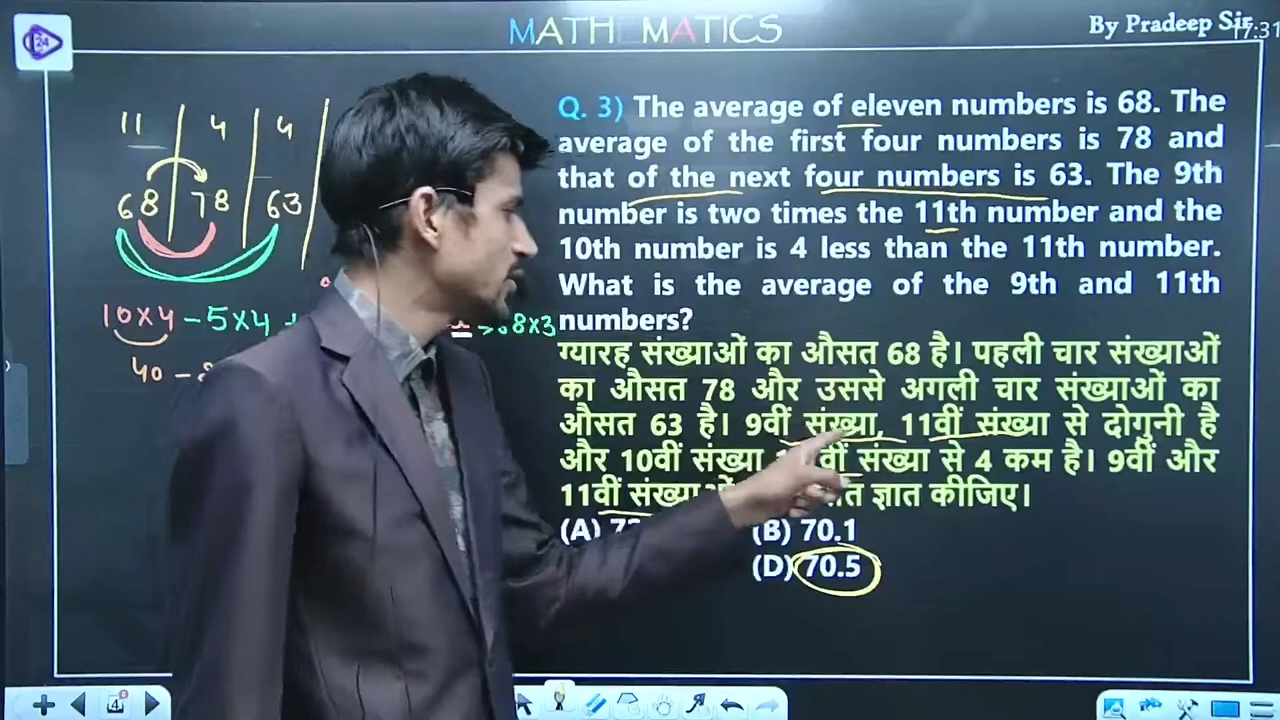 MATHEMATICS
By Pradeep Sir
17:31
24
11 4 4
68 78 63
10x4 - 5x4 +
40 -
68x3
Q. 3) The average of eleven numbers is 68. The
average of the first four numbers is 78 and
that of the next four numbers is 63. The 9th
number is two times the 11th number and the
10th number is 4 less than the 11th number.
What is the average of the 9th and 11th
numbers?
ग्यारह संख्याओं का औसत 68 है। पहली चार संख्याओं
का औसत 78 और उससे अगली चार संख्याओं का
औसत 63 है। 9वीं संख्या, 11वीं संख्या से दोगुनी है
और 10वीं संख्या वीं संख्या से 4 कम है। 9वीं और
11वीं ज्ञात कीजिए।
(A) (B) 70.1
(D) 70.5